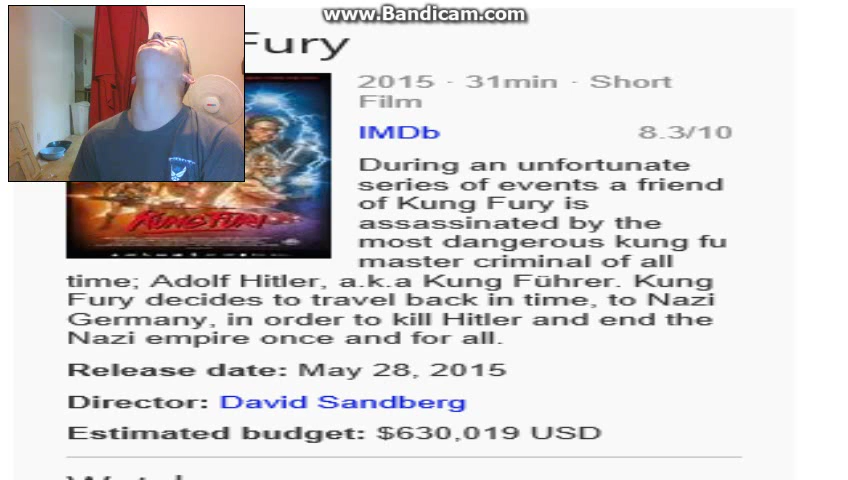 www.Bandicam.com
Fury
2015 · 31min · Short
Film
IMDb 8.3/10
During an unfortunate
series of events a friend
of Kung Fury is
assassinated by the
most dangerous kung fu
master criminal of all
time; Adolf Hitler, a.k.a Kung Führer. Kung
Fury decides to travel back in time, to Nazi
Germany, in order to kill Hitler and end the
Nazi empire once and for all.
Release date: May 28, 2015
Director: David Sandberg
Estimated budget: $630,019 USD
KUNG FURY